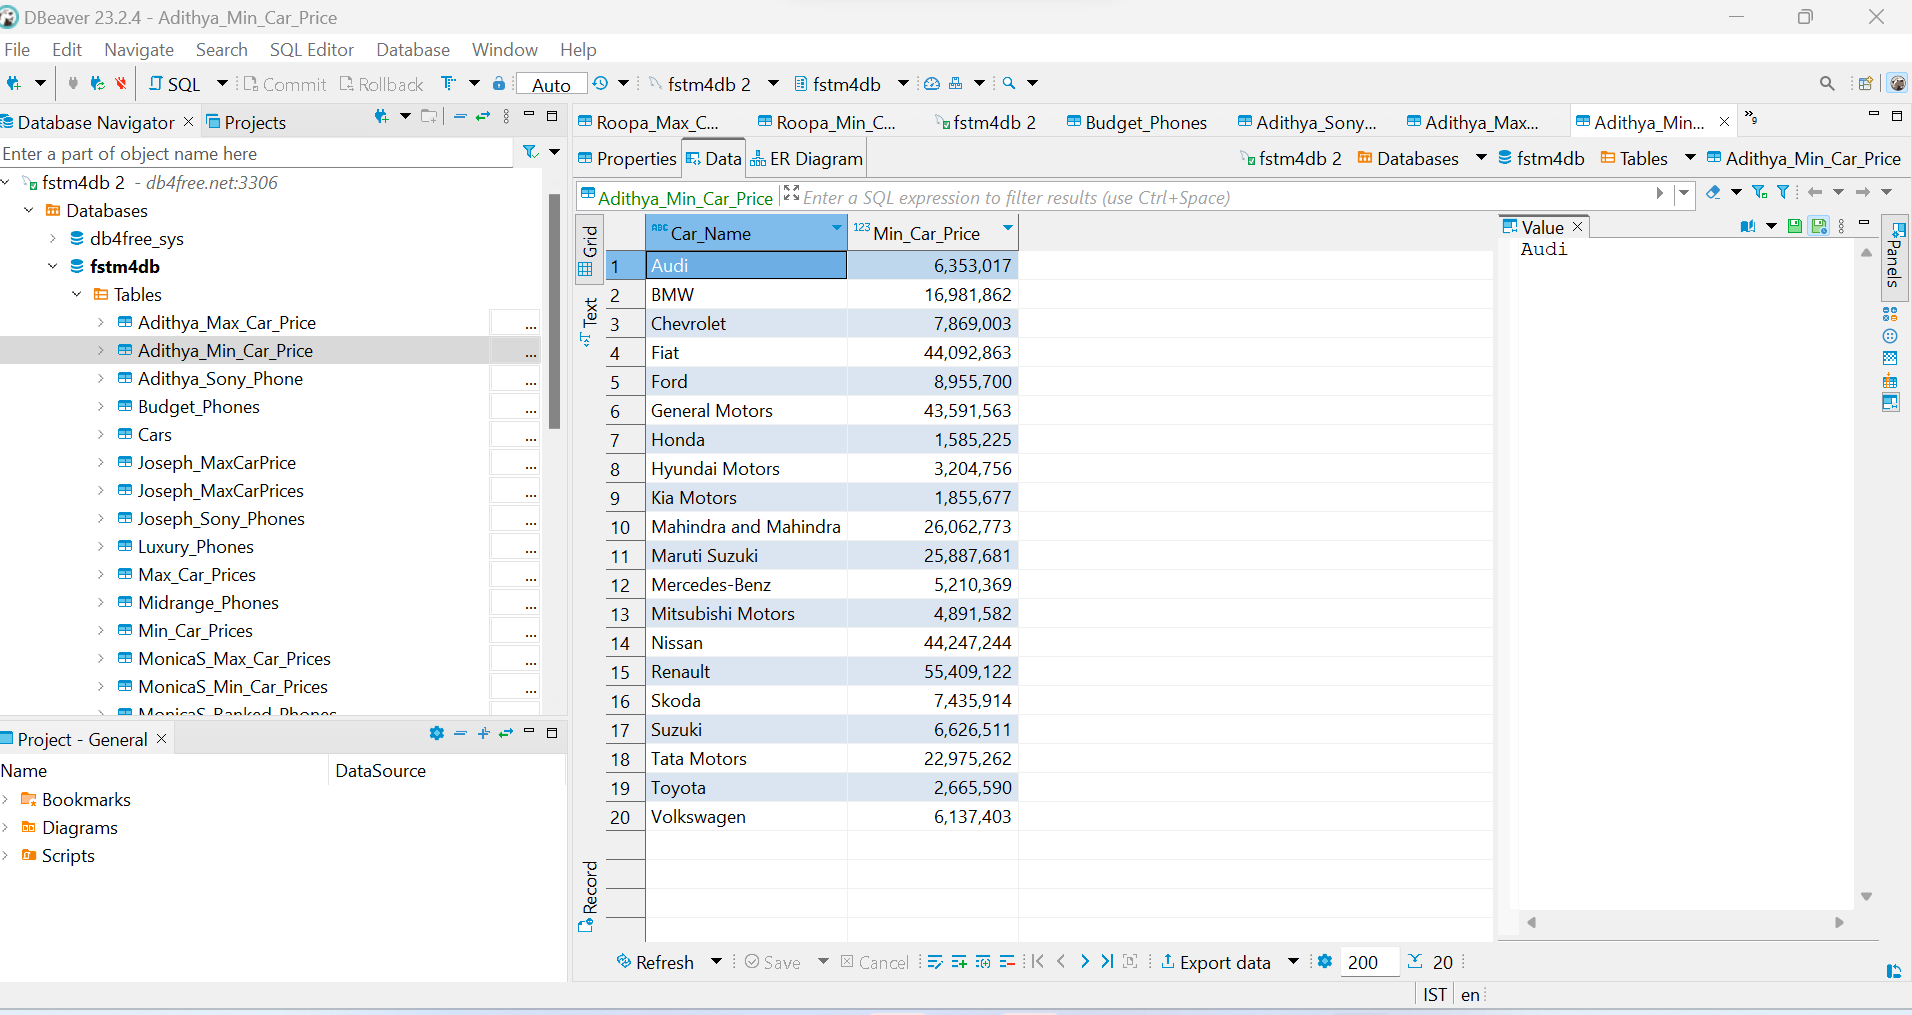 DBeaver 23.2.4 - Adithya_Min_Car_Price
File Edit Navigate Search SQL Editor Database Window Help
SQL Commit Rollback Auto fstm4db 2 fstm4db
Database Navigator Projects
Enter a part of object name here
fstm4db 2 - db4free.net:3306
Databases
db4free_sys
fstm4db
Tables
Adithya_Max_Car_Price ...
Adithya_Min_Car_Price ...
Adithya_Sony_Phone ...
Budget_Phones ...
Cars ...
Joseph_MaxCarPrice ...
Joseph_MaxCarPrices ...
Joseph_Sony_Phones ...
Luxury_Phones ...
Max_Car_Prices ...
Midrange_Phones ...
Min_Car_Prices ...
MonicaS_Max_Car_Prices ...
MonicaS_Min_Car_Prices ...
MonicaS_Ranked_Phones
Project - General
Name DataSource
Bookmarks
Diagrams
Scripts
Roopa_Max_C... Roopa_Min_C... fstm4db 2 Budget_Phones Adithya_Sony... Adithya_Max... Adithya_Min... »9
Properties Data ER Diagram fstm4db 2 Databases fstm4db Tables Adithya_Min_Car_Price
Adithya_Min_Car_Price Enter a SQL expression to filter results (use Ctrl+Space)
Grid
Text
Record
ABC Car_Name 123 Min_Car_Price
1 Audi 6,353,017
2 BMW 16,981,862
3 Chevrolet 7,869,003
4 Fiat 44,092,863
5 Ford 8,955,700
6 General Motors 43,591,563
7 Honda 1,585,225
8 Hyundai Motors 3,204,756
9 Kia Motors 1,855,677
10 Mahindra and Mahindra 26,062,773
11 Maruti Suzuki 25,887,681
12 Mercedes-Benz 5,210,369
13 Mitsubishi Motors 4,891,582
14 Nissan 44,247,244
15 Renault 55,409,122
16 Skoda 7,435,914
17 Suzuki 6,626,511
18 Tata Motors 22,975,262
19 Toyota 2,665,590
20 Volkswagen 6,137,403
Value
Audi
Panels
Refresh Save Cancel Export data 200 20
IST en